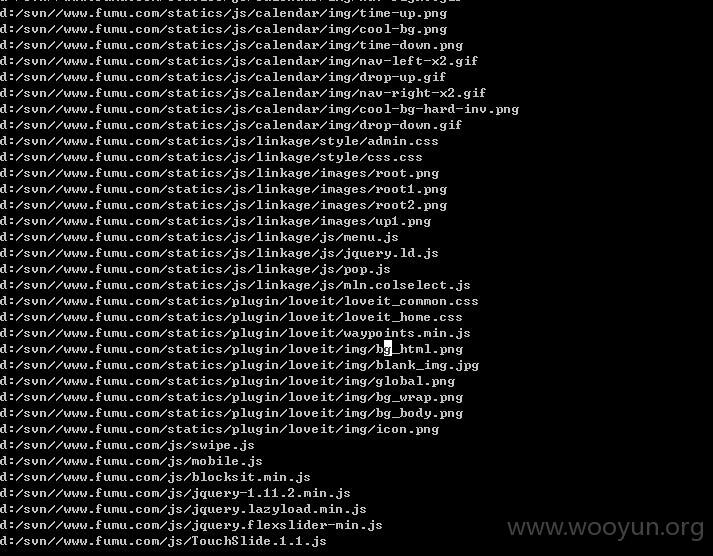 d:/svn//www.fumu.com/statics/js/calendar/img/time-up.png
d:/svn//www.fumu.com/statics/js/calendar/img/cool-bg.png
d:/svn//www.fumu.com/statics/js/calendar/img/time-down.png
d:/svn//www.fumu.com/statics/js/calendar/img/nav-left-x2.gif
d:/svn//www.fumu.com/statics/js/calendar/img/drop-up.gif
d:/svn//www.fumu.com/statics/js/calendar/img/nav-right-x2.gif
d:/svn//www.fumu.com/statics/js/calendar/img/cool-bg-hard-inv.png
d:/svn//www.fumu.com/statics/js/calendar/img/drop-down.gif
d:/svn//www.fumu.com/statics/js/linkage/style/admin.css
d:/svn//www.fumu.com/statics/js/linkage/style/css.css
d:/svn//www.fumu.com/statics/js/linkage/images/root.png
d:/svn//www.fumu.com/statics/js/linkage/images/root1.png
d:/svn//www.fumu.com/statics/js/linkage/images/root2.png
d:/svn//www.fumu.com/statics/js/linkage/images/up1.png
d:/svn//www.fumu.com/statics/js/linkage/js/menu.js
d:/svn//www.fumu.com/statics/js/linkage/js/jquery.ld.js
d:/svn//www.fumu.com/statics/js/linkage/js/pop.js
d:/svn//www.fumu.com/statics/js/linkage/js/mln.colselect.js
d:/svn//www.fumu.com/statics/plugin/loveit/loveit_common.css
d:/svn//www.fumu.com/statics/plugin/loveit/loveit_home.css
d:/svn//www.fumu.com/statics/plugin/loveit/waypoints.min.js
d:/svn//www.fumu.com/statics/plugin/loveit/img/bg_html.png
d:/svn//www.fumu.com/statics/plugin/loveit/img/blank_img.jpg
d:/svn//www.fumu.com/statics/plugin/loveit/img/global.png
d:/svn//www.fumu.com/statics/plugin/loveit/img/bg_wrap.png
d:/svn//www.fumu.com/statics/plugin/loveit/img/bg_body.png
d:/svn//www.fumu.com/statics/plugin/loveit/img/icon.png
d:/svn//www.fumu.com/js/swipe.js
d:/svn//www.fumu.com/js/mobile.js
d:/svn//www.fumu.com/js/blocksit.min.js
d:/svn//www.fumu.com/js/jquery-1.11.2.min.js
d:/svn//www.fumu.com/js/jquery.lazyload.min.js
d:/svn//www.fumu.com/js/jquery.flexslider-min.js
d:/svn//www.fumu.com/js/TouchSlide.1.1.js
www.wooyun.org